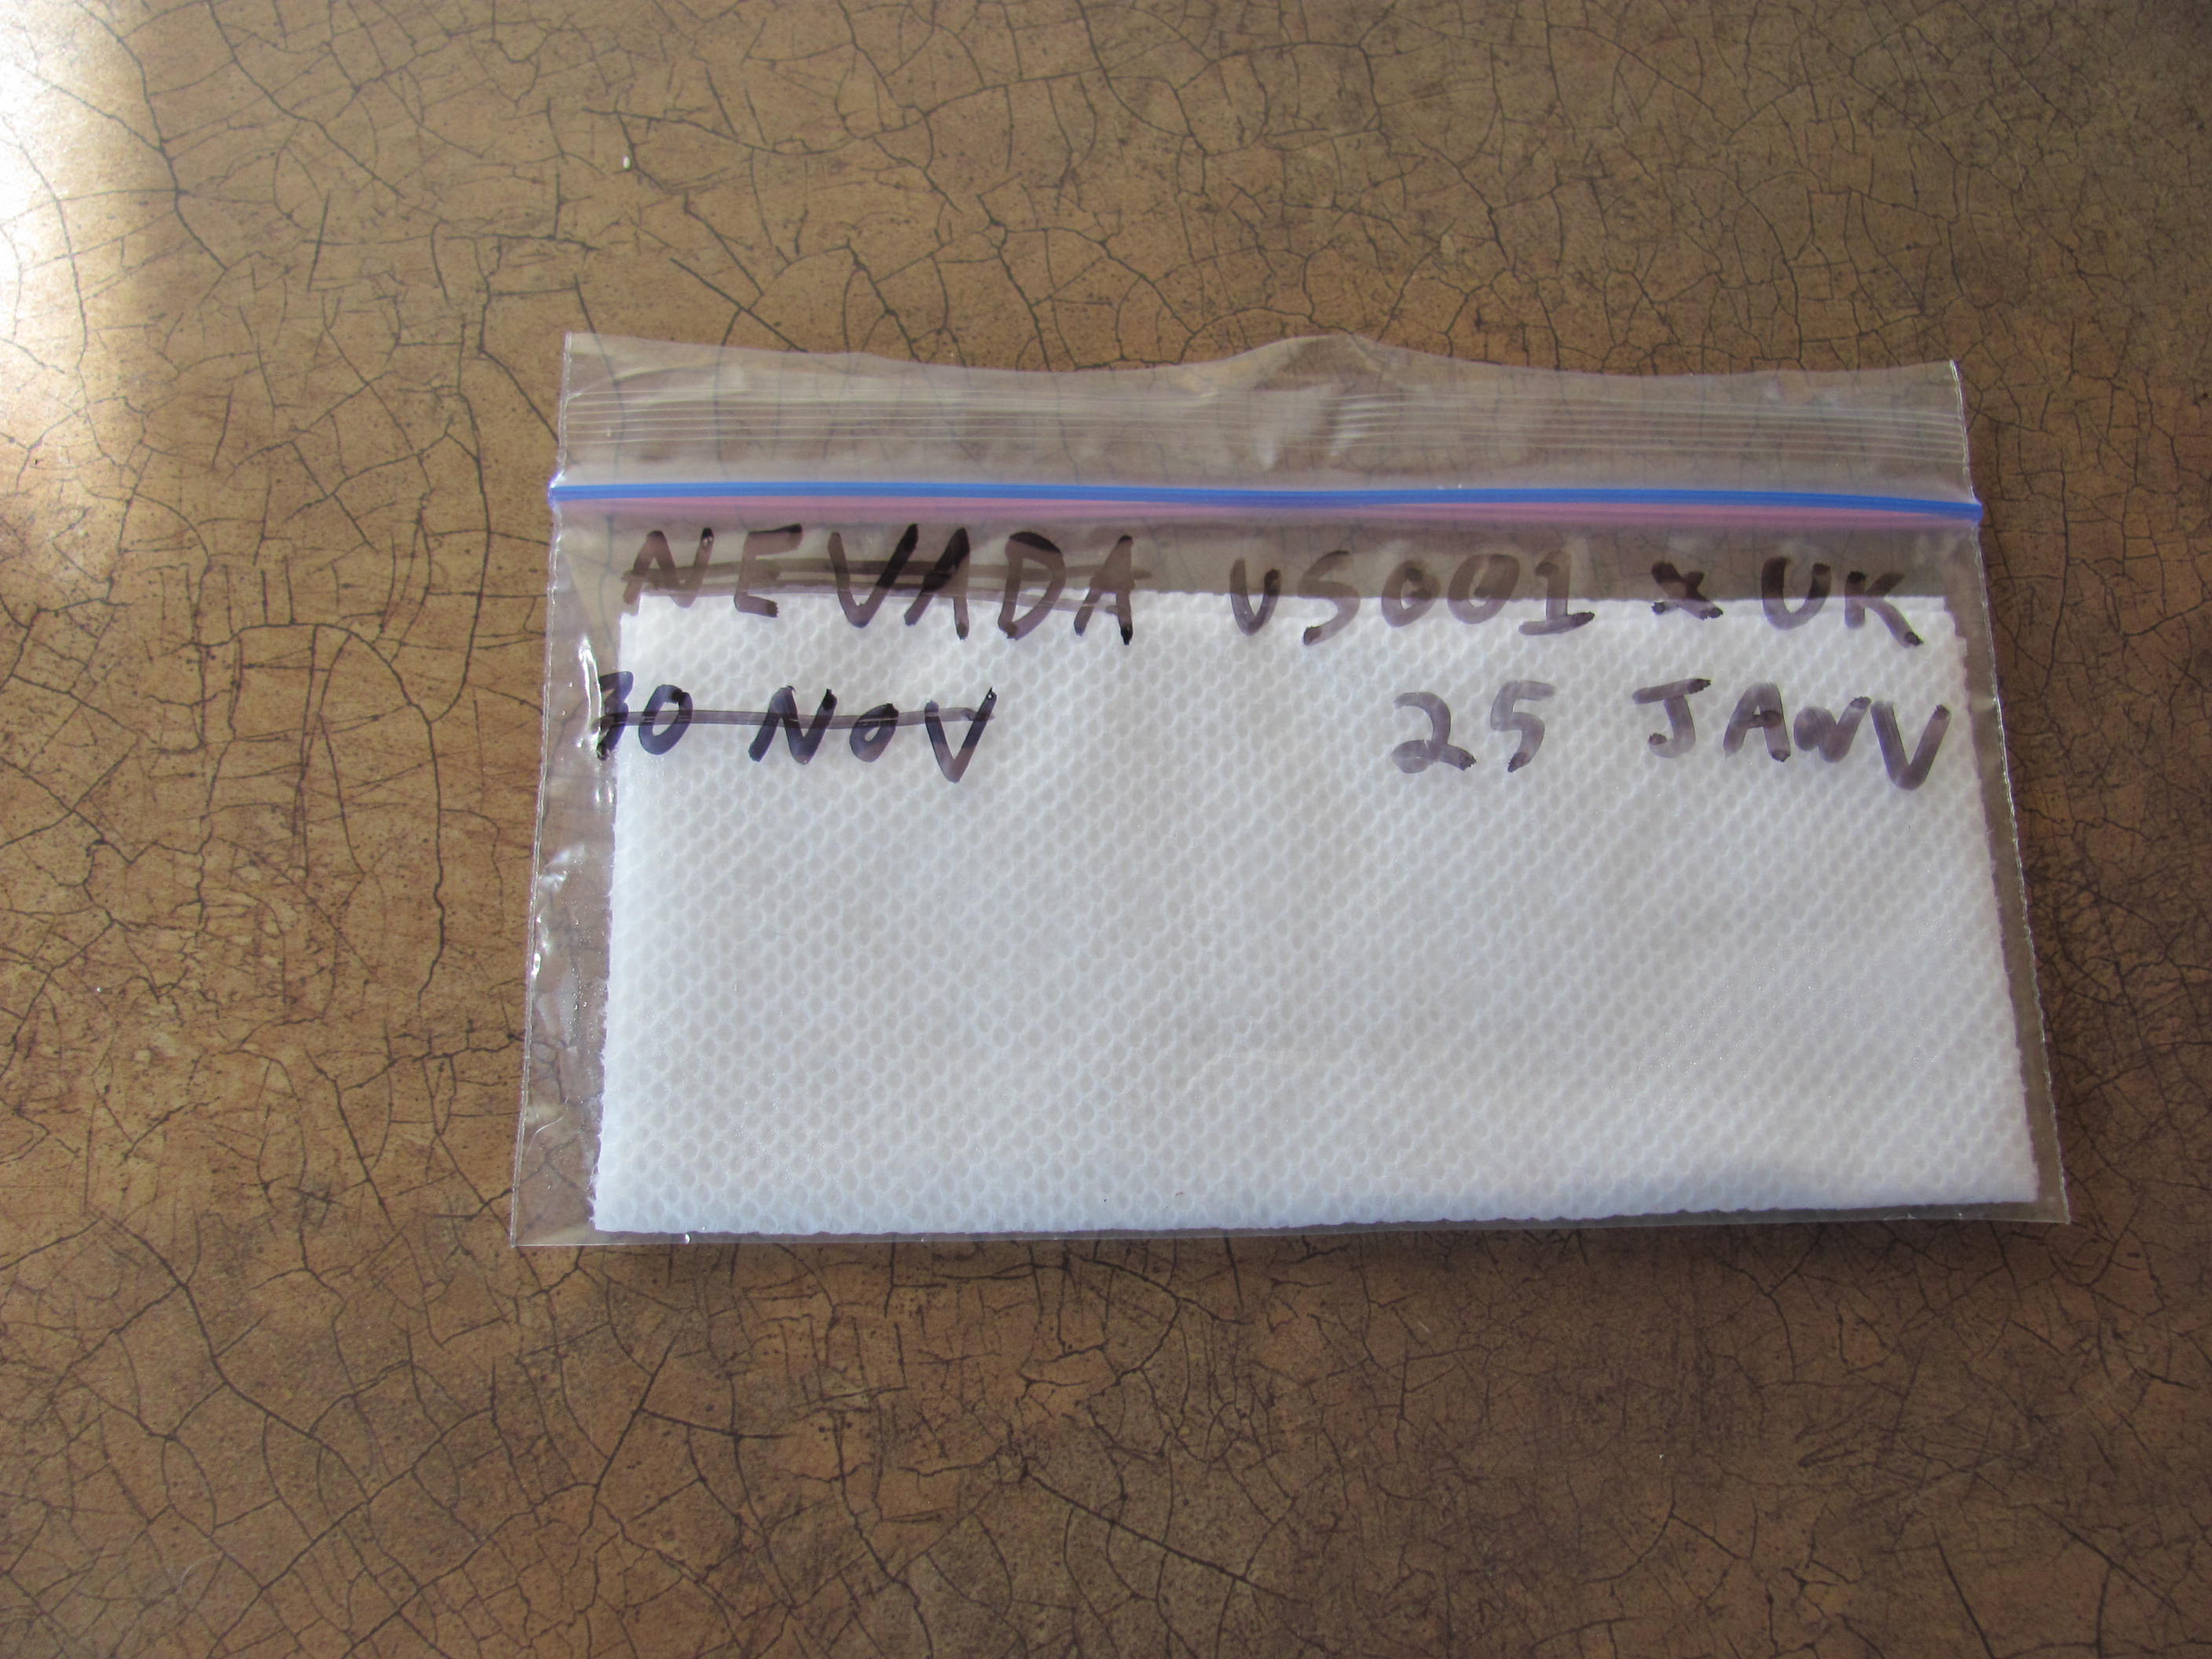 NEVADA US001 x UK
30 NOV 25 JANV